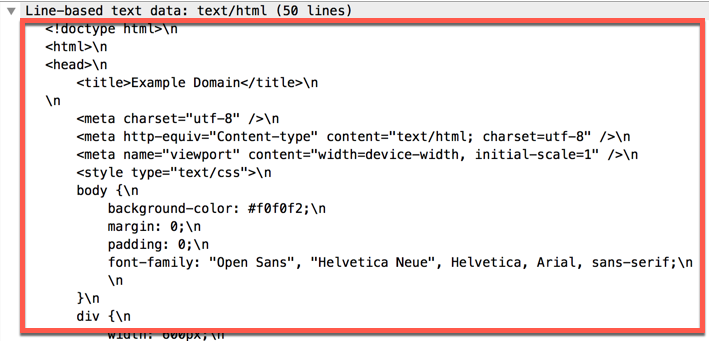 Line-based text data: text/html (50 lines)
<!doctype html>\n
<html>\n
<head>\n
    <title>Example Domain</title>\n
\n
    <meta charset="utf-8" />\n
    <meta http-equiv="Content-type" content="text/html; charset=utf-8" />\n
    <meta name="viewport" content="width=device-width, initial-scale=1" />\n
    <style type="text/css">\n
    body {\n
        background-color: #f0f0f2;\n
        margin: 0;\n
        padding: 0;\n
        font-family: "Open Sans", "Helvetica Neue", Helvetica, Arial, sans-serif;\n
        \n
    }\n
    div {\n
        width: 600px;\n